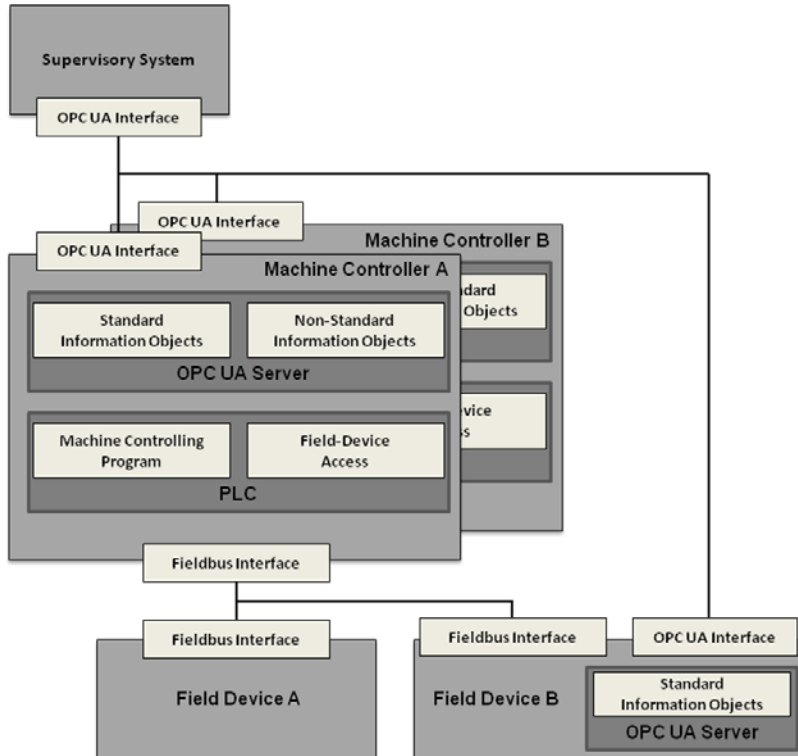 Supervisory System
OPC UA Interface
OPC UA Interface
Machine Controller B
OPC UA Interface
Machine Controller A
Standard
Information Objects
Non-Standard
Information Objects
Objects
OPC UA Server
Machine Controlling
Program
Field-Device
Access
PLC
Fieldbus Interface
Fieldbus Interface
Field Device A
Fieldbus Interface
OPC UA Interface
Field Device B
Standard
Information Objects
OPC UA Server